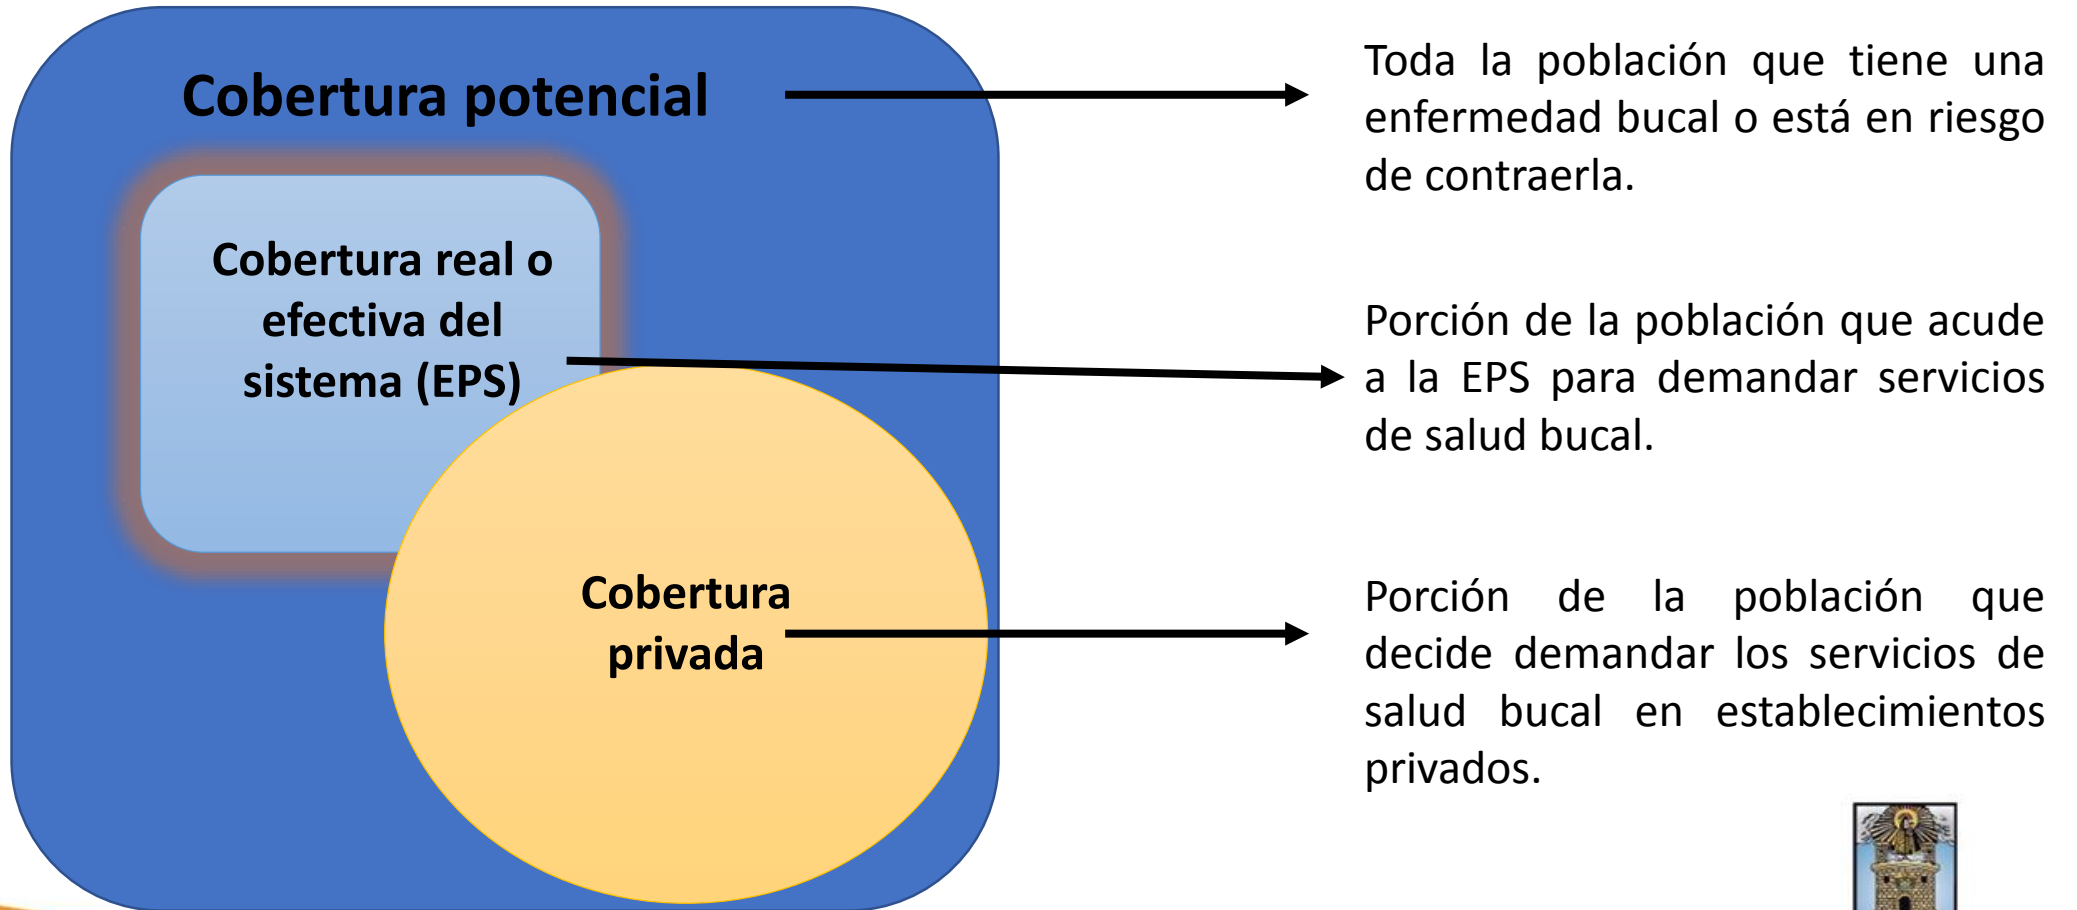 Cobertura potencial
Toda la población que tiene una
enfermedad bucal o está en riesgo
de contraerla.
Cobertura real o
efectiva del
sistema (EPS)
Porción de la población que acude
a la EPS para demandar servicios
de salud bucal.
Cobertura
privada
Porción de la población que
decide demandar los servicios de
salud bucal en establecimientos
privados.